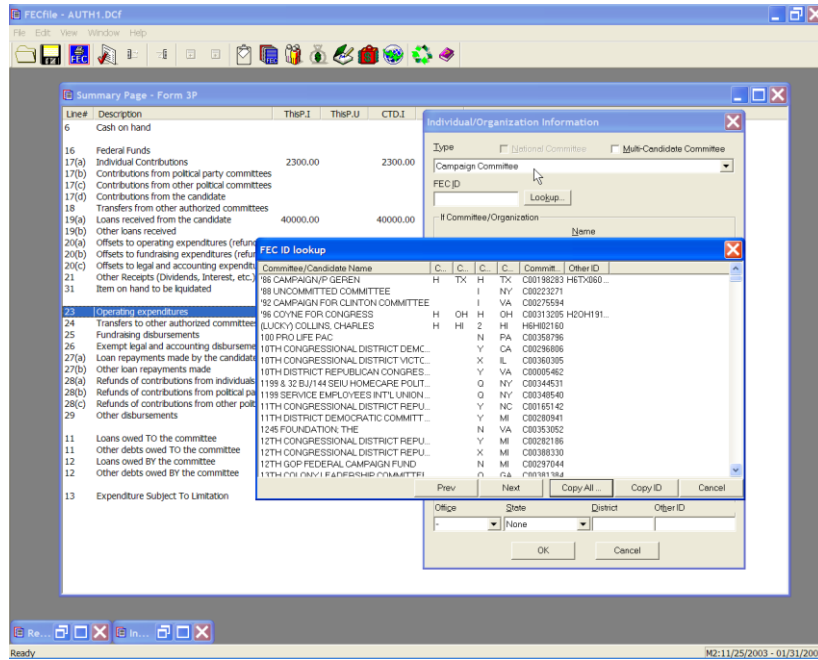 FECfile - AUTH1.DCf
File Edit View Window Help
Summary Page - Form 3P
Line# Description ThisP.I ThisP.U CTD.I
6 Cash on hand
16 Federal Funds
17(a) Individual Contributions 2300.00 2300.00
17(b) Contributions from political party committees
17(c) Contributions from other political committees
17(d) Contributions from the candidate
18 Transfers from other authorized committees
19(a) Loans received from the candidate 40000.00 40000.00
19(b) Other loans received
20(a) Offsets to operating expenditures (refun
20(b) Offsets to fundraising expenditures (refun
20(c) Offsets to legal and accounting expendit
21 Other Receipts (Dividends, Interest, etc.)
31 Item on hand to be liquidated
23 Operating expenditures
24 Transfers to other authorized committee
25 Fundraising disbursements
26 Exempt legal and accounting disburseme
27(a) Loan repayments made by the candidate
27(b) Other loan repayments made
28(a) Refunds of contributions from individuals
28(b) Refunds of contributions from political pa
28(c) Refunds of contributions from other polit
29 Other disbursements
11 Loans owed TO the committee
11 Other debts owed TO the committee
12 Loans owed BY the committee
12 Other debts owed BY the committee
13 Expenditure Subject To Limitation
Individual/Organization Information
Type National Committee Multi-Candidate Committee
Campaign Committee
FEC ID
Lookup...
If Committee/Organization
Name
FEC ID lookup
Committee/Candidate Name C... C... C... C... Committ... Other ID
'86 CAMPAIGN/P GEREN H TX H TX C00198283 H6TX060...
'88 UNCOMMITTED COMMITTEE I NY C00223271
'92 CAMPAIGN FOR CLINTON COMMITTEE I VA C00275594
'96 COYNE FOR CONGRESS H OH H OH C00313205 H2OH191...
(LUCKY) COLLINS, CHARLES H HI 2 HI H6HI02160
100 PRO LIFE PAC N PA C00358796
10TH CONGRESSIONAL DISTRICT DEMC... Y CA C00296806
10TH CONGRESSIONAL DISTRICT VICTC... X IL C00360305
10TH DISTRICT REPUBLICAN CONGRES... Y VA C00005462
1199 & 32 BJ/144 SEIU HOMECARE POLIT... Q NY C00344531
1199 SERVICE EMPLOYEES INT'L UNION... Q NY C00348540
11TH CONGRESSIONAL DISTRICT REPU... Y NC C00165142
11TH DISTRICT DEMOCRATIC COMMITT... Y MI C00280941
1245 FOUNDATION; THE N VA C00353052
12TH CONGRESSIONAL DISTRICT REPU... Y MI C00282186
12TH CONGRESSIONAL DISTRICT REPU... X MI C00388330
12TH GOP FEDERAL CAMPAIGN FUND N MI C00297044
13TH COLONY LEADERSHIP COMMITTEE Q GA C00381384
Prev Next Copy All ... Copy ID Cancel
Office State District Other ID
- None
OK Cancel
Re... In...
Ready M2:11/25/2003 - 01/31/200